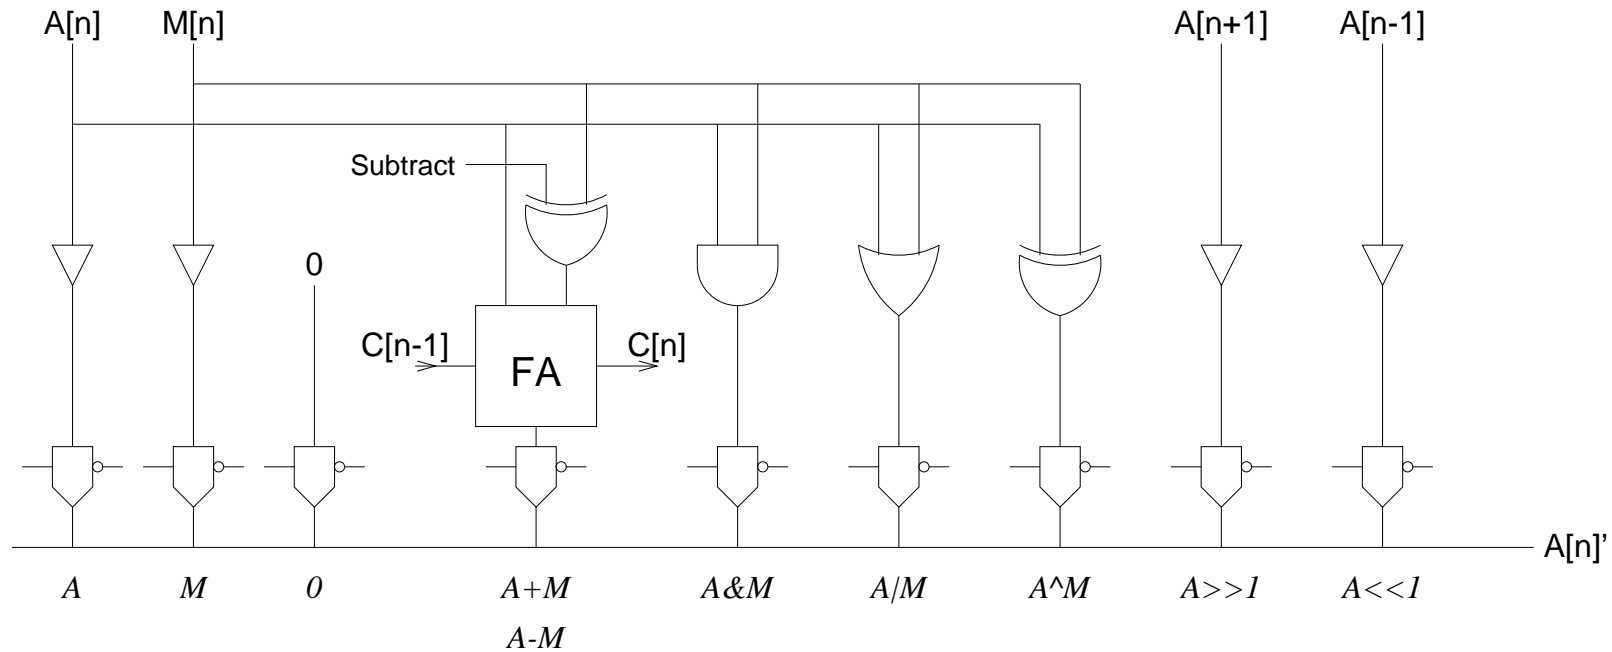 A[n] M[n] A[n+1] A[n-1]
Subtract
0
C[n-1] FA C[n]
A[n]'
A M 0 A+M A&M A|M A^M A>>1 A<<1
A-M